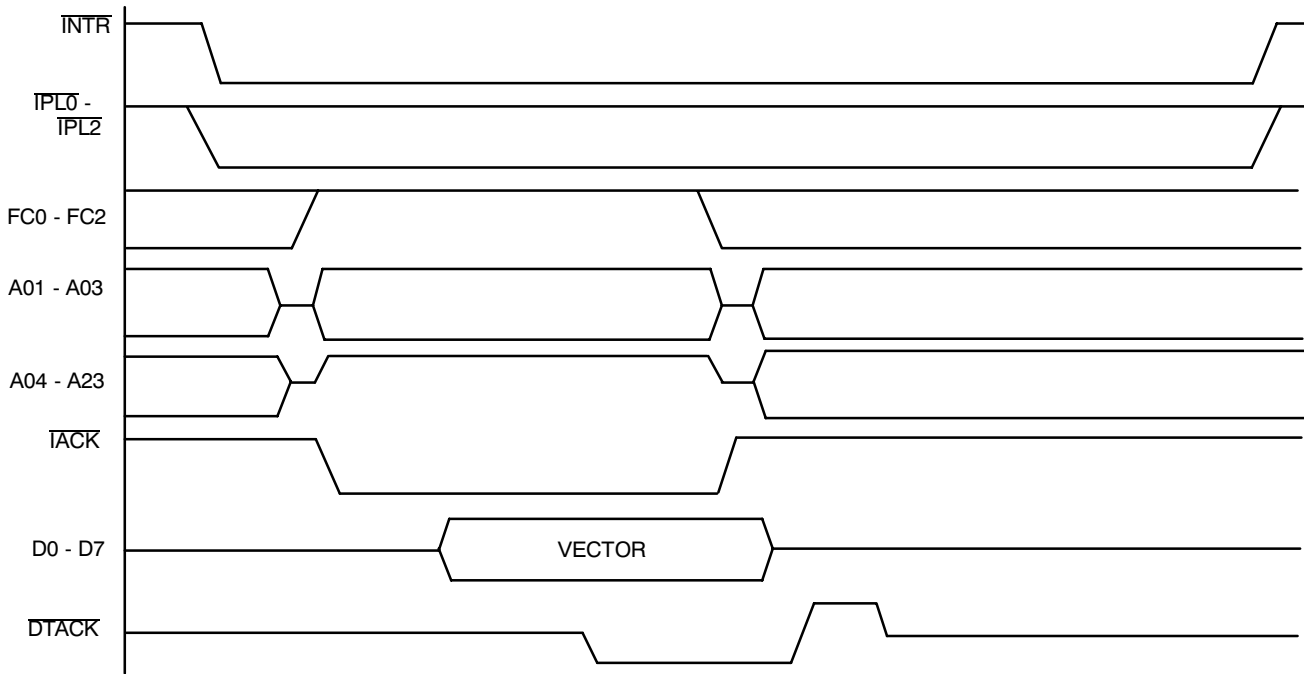 INTR
IPL0 -
IPL2
FC0 - FC2
A01 - A03
A04 - A23
IACK
D0 - D7
VECTOR
DTACK